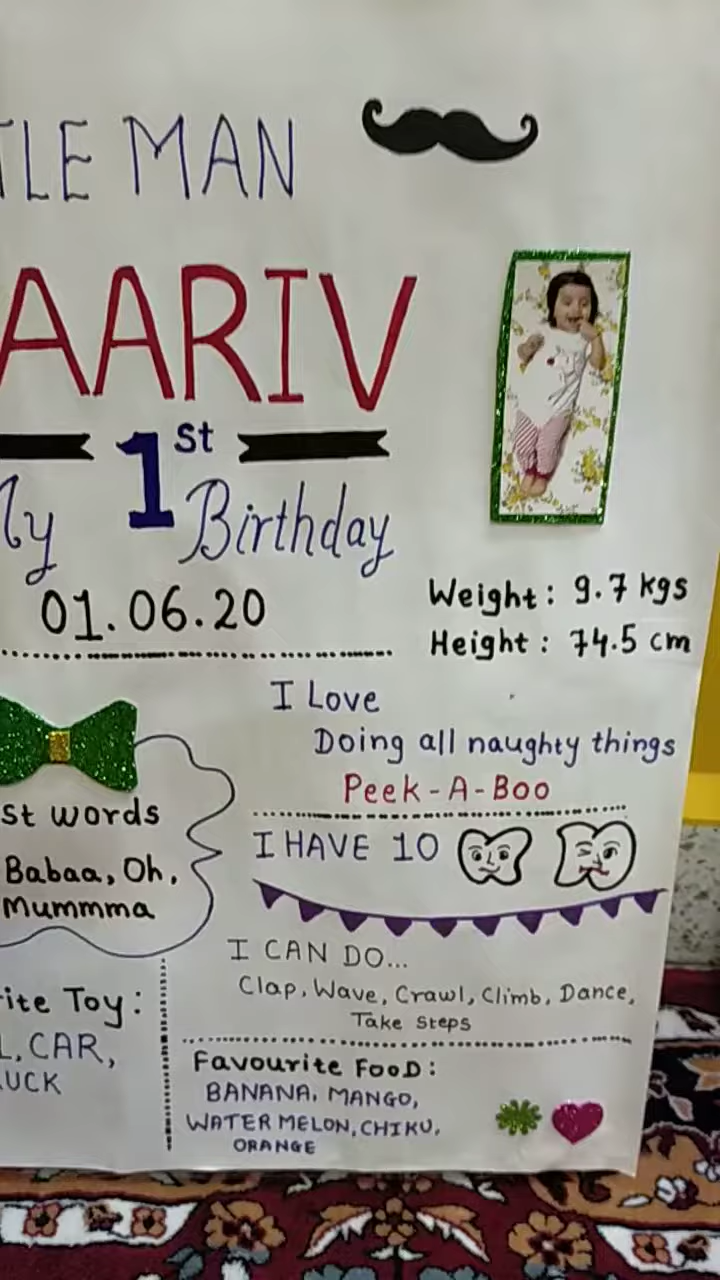 TLE MAN
AARIV
1st
My Birthday
01.06.20
Weight: 9.7 kgs
Height: 74.5 cm
I Love
Doing all naughty things
Peek-A-Boo
st words
Babaa, Oh,
Mummma
I HAVE 10
I CAN DO...
Clap, Wave, Crawl, Climb, Dance,
Take Steps
ite Toy:
L, CAR,
UCK
Favourite FooD:
BANANA, MANGO,
WATER MELON, CHIKU,
ORANGE